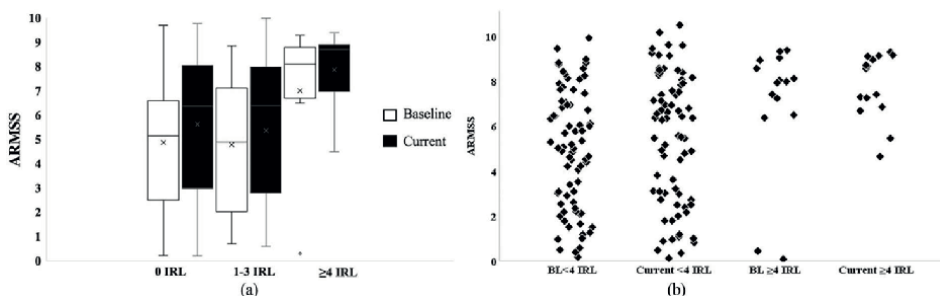 10
9
8
7
6
5
4
3
2
1
0
ARMSS
0 IRL
1-3 IRL
≥4 IRL
Baseline
Current
(a)
10
8
6
4
2
0
ARMSS
BL<4 IRL
Current <4 IRL
BL ≥4 IRL
Current ≥4 IRL
(b)